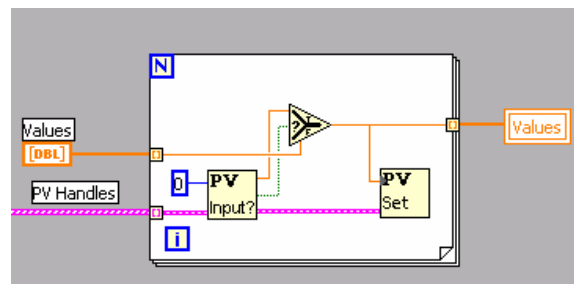 N
Values
[DBL]
? T F
Values
PV Handles
0
PV
Input?
PV
Set
i